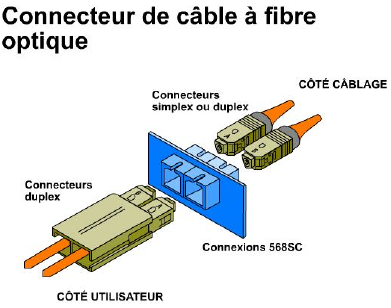 Connecteur de câble à fibre
optique
Connecteurs
simplex ou duplex
CÔTÉ CÂBLAGE
Connecteurs
duplex
Connexions 568SC
CÔTÉ UTILISATEUR